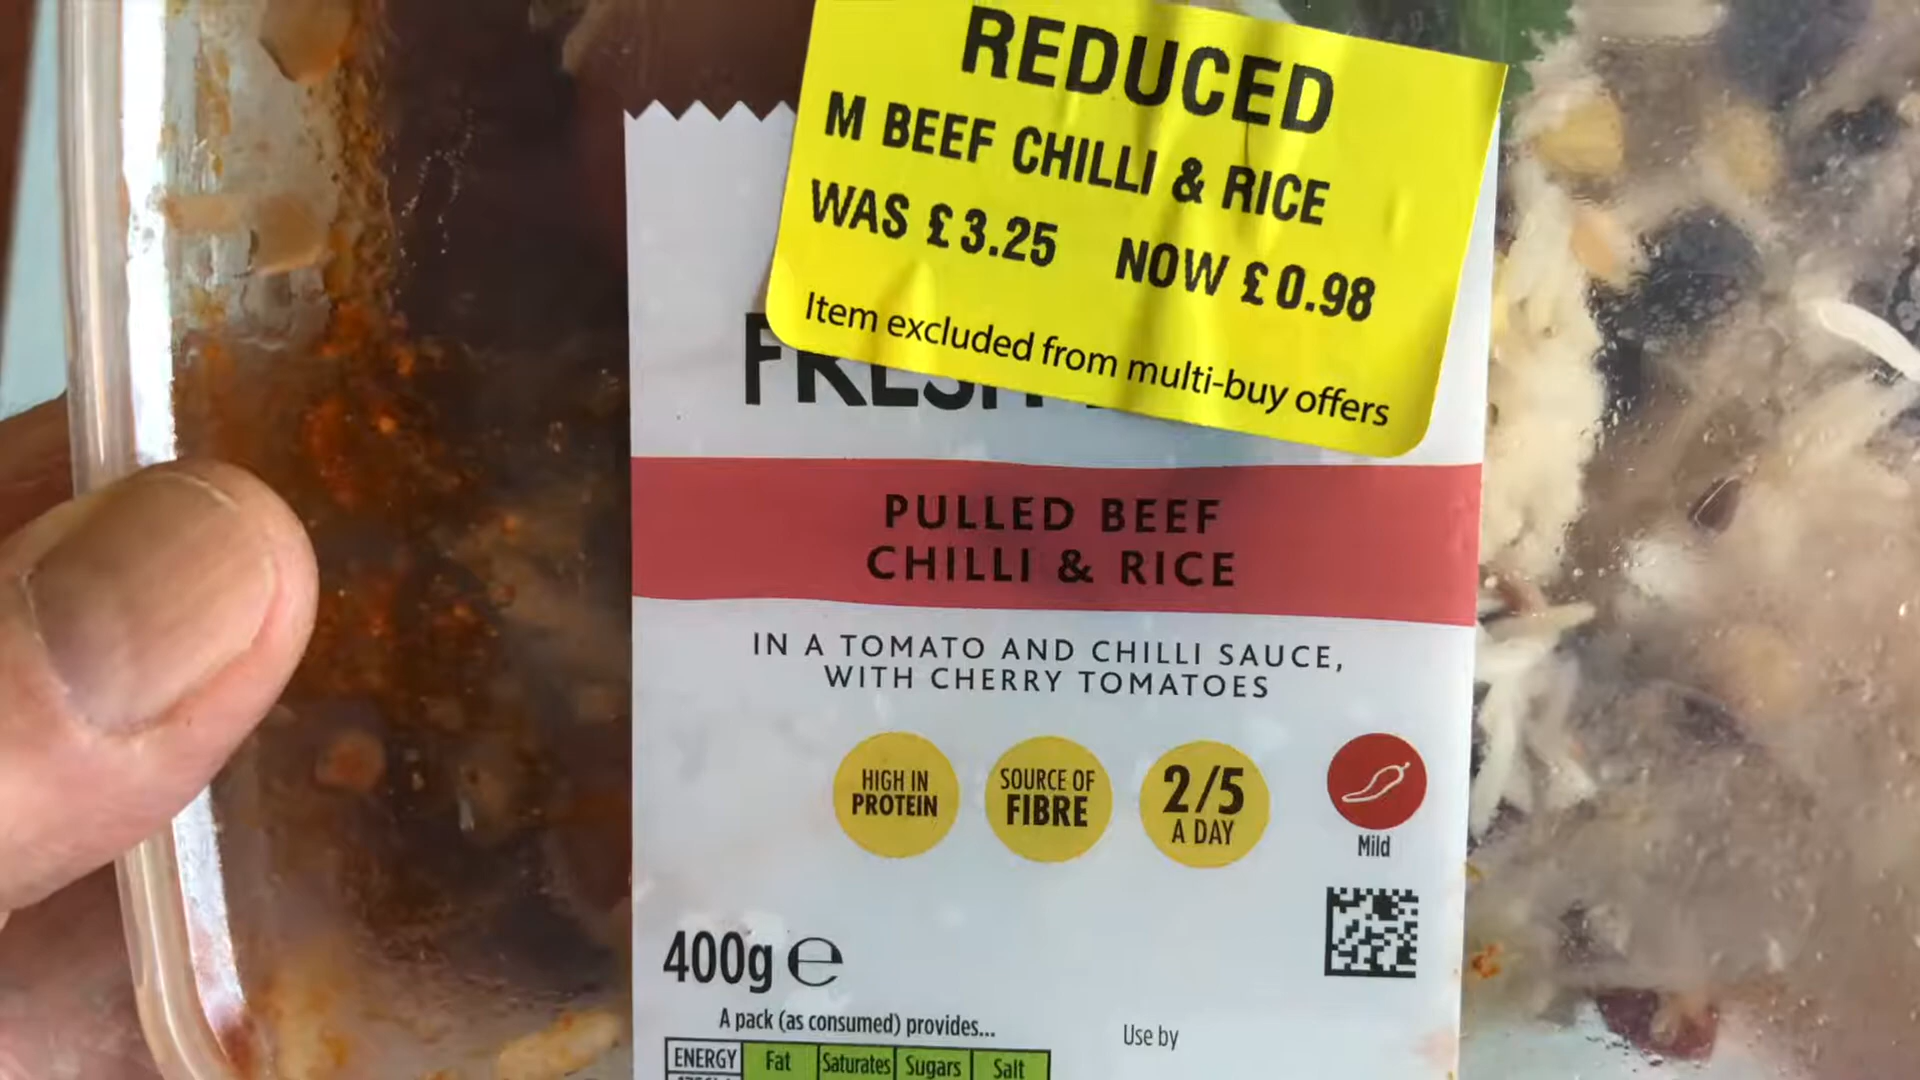 REDUCED
M BEEF CHILLI & RICE
WAS £3.25 NOW £0.98
Item excluded from multi-buy offers
PULLED BEEF
CHILLI & RICE
IN A TOMATO AND CHILLI SAUCE,
WITH CHERRY TOMATOES
HIGH IN
PROTEIN
SOURCE OF
FIBRE
2/5
A DAY
Mild
400g ℮
A pack (as consumed) provides...
Use by
ENERGY Fat Saturates Sugars Salt